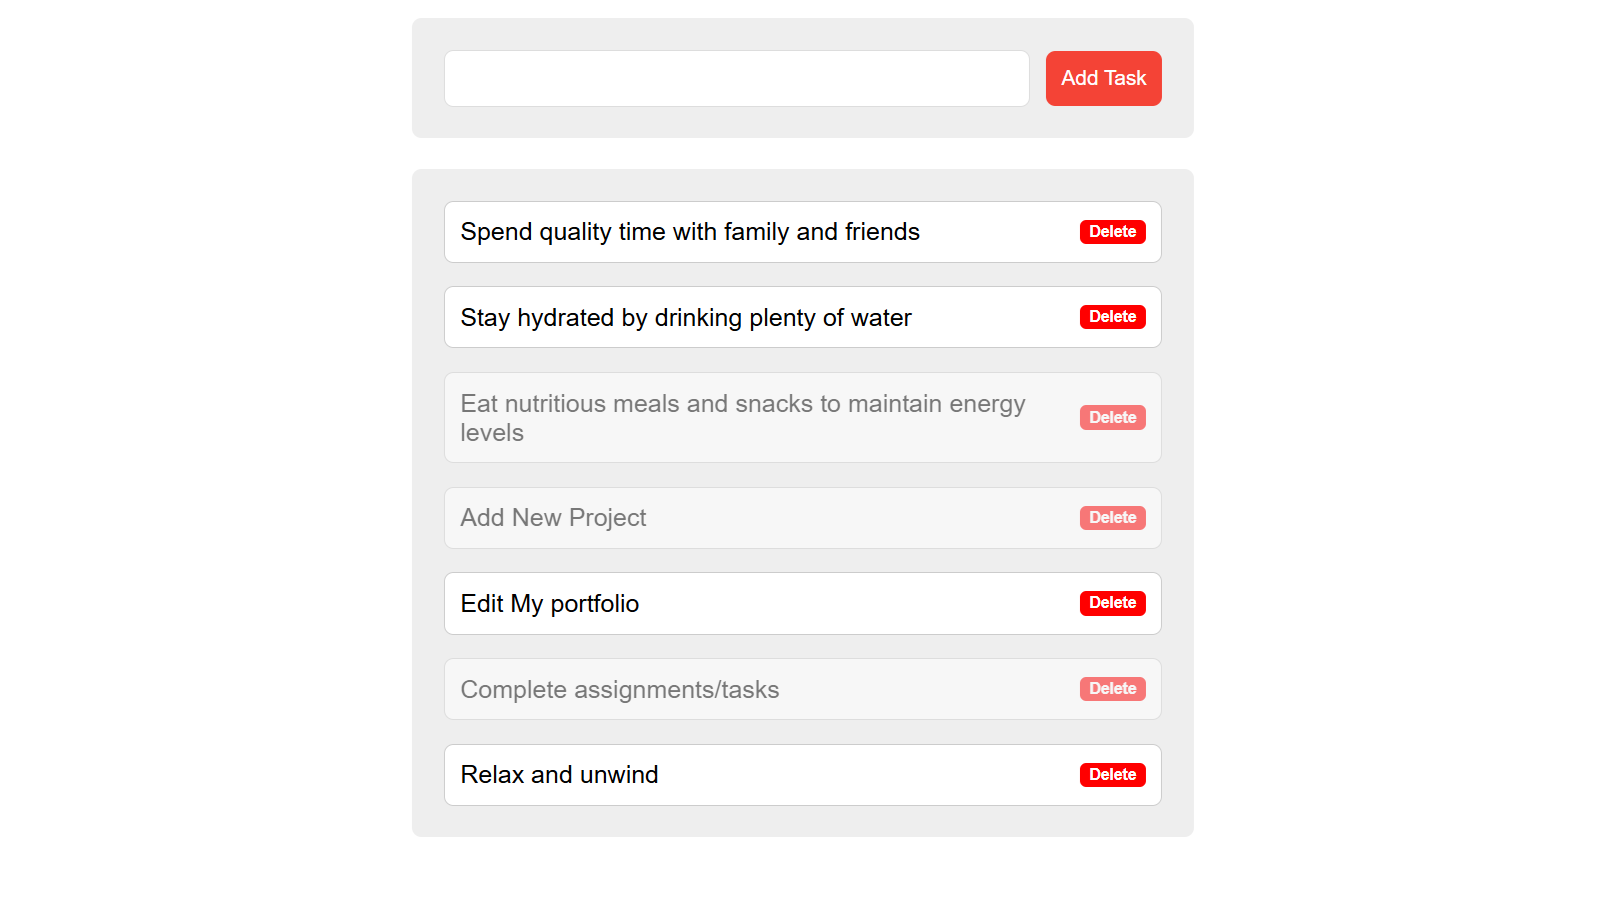 Add Task
Spend quality time with family and friends
Delete
Stay hydrated by drinking plenty of water
Delete
Eat nutritious meals and snacks to maintain energy
levels
Delete
Add New Project
Delete
Edit My portfolio
Delete
Complete assignments/tasks
Delete
Relax and unwind
Delete